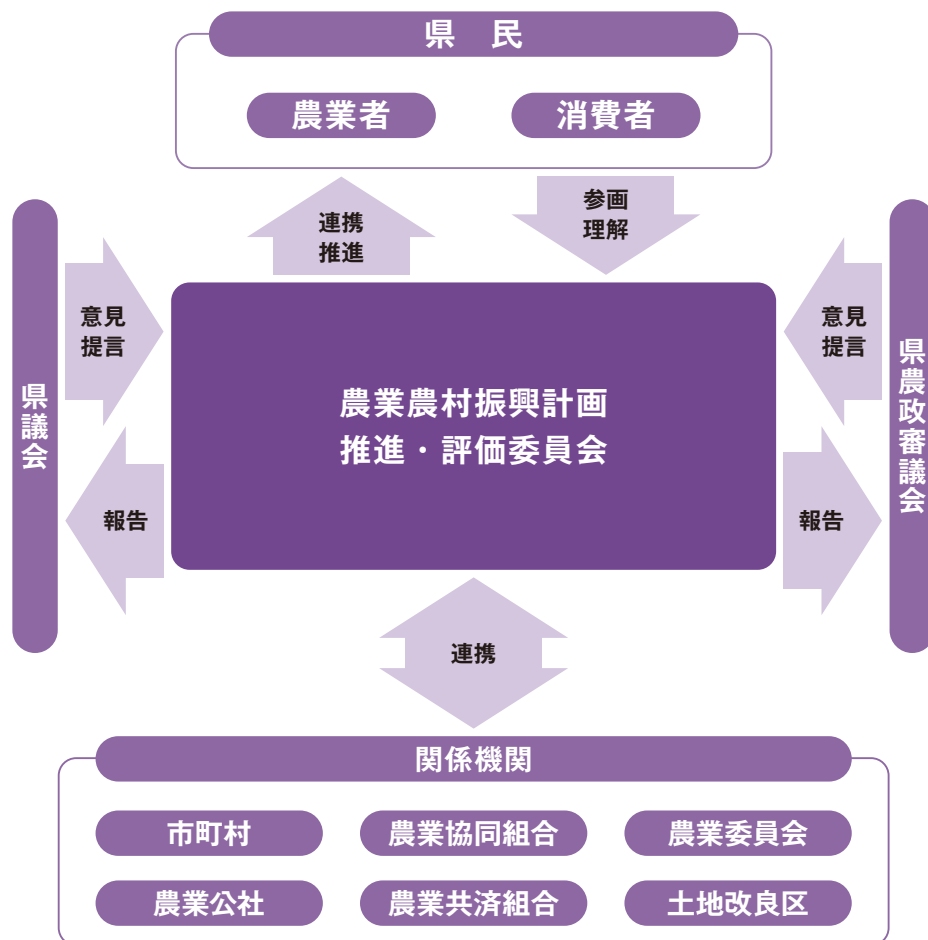 県 民
農業者
消費者
連携
推進
参画
理解
県議会
意見
提言
報告
農業農村振興計画
推進・評価委員会
意見
提言
報告
県農政審議会
連携
関係機関
市町村
農業協同組合
農業委員会
農業公社
農業共済組合
土地改良区